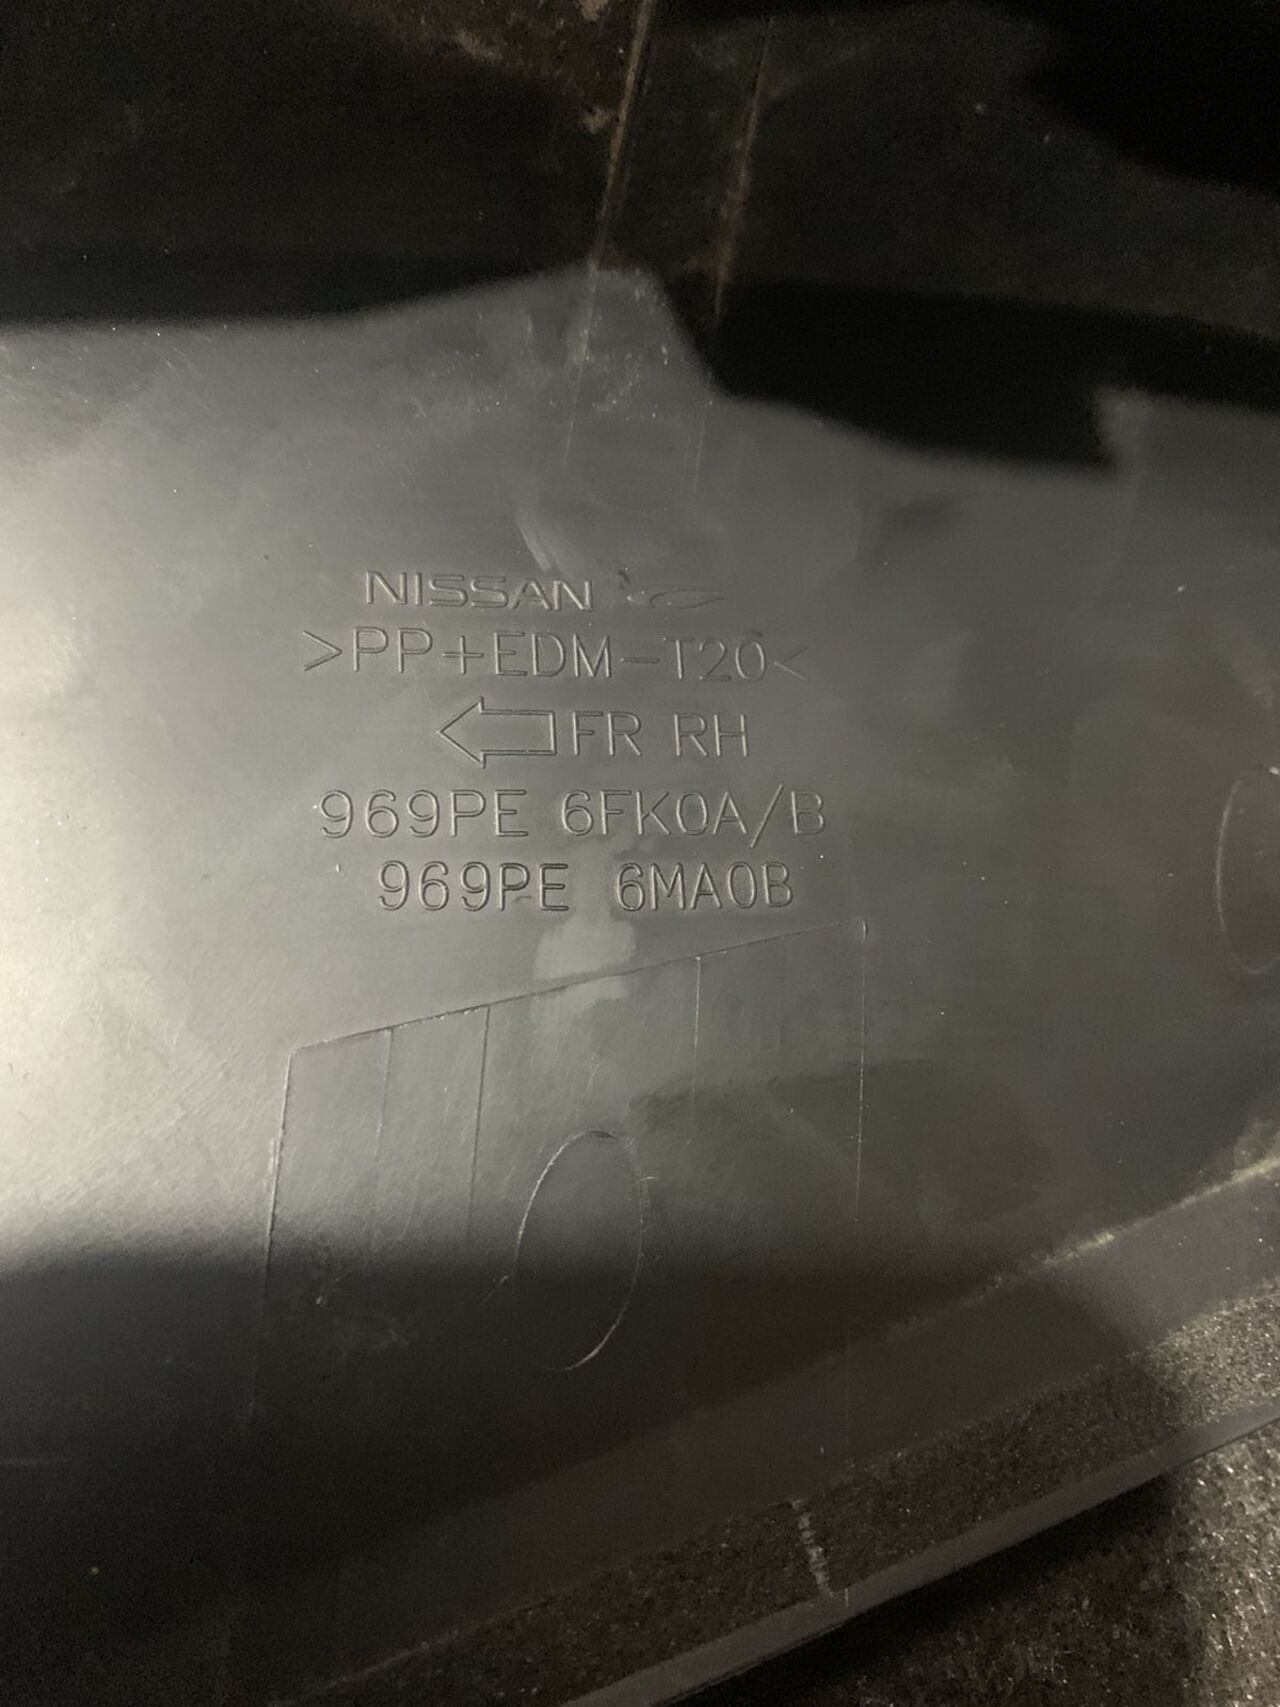 NISSAN
>PP+EDM-T20<
FR RH
969PE 6FK0A/B
969PE 6MA0B